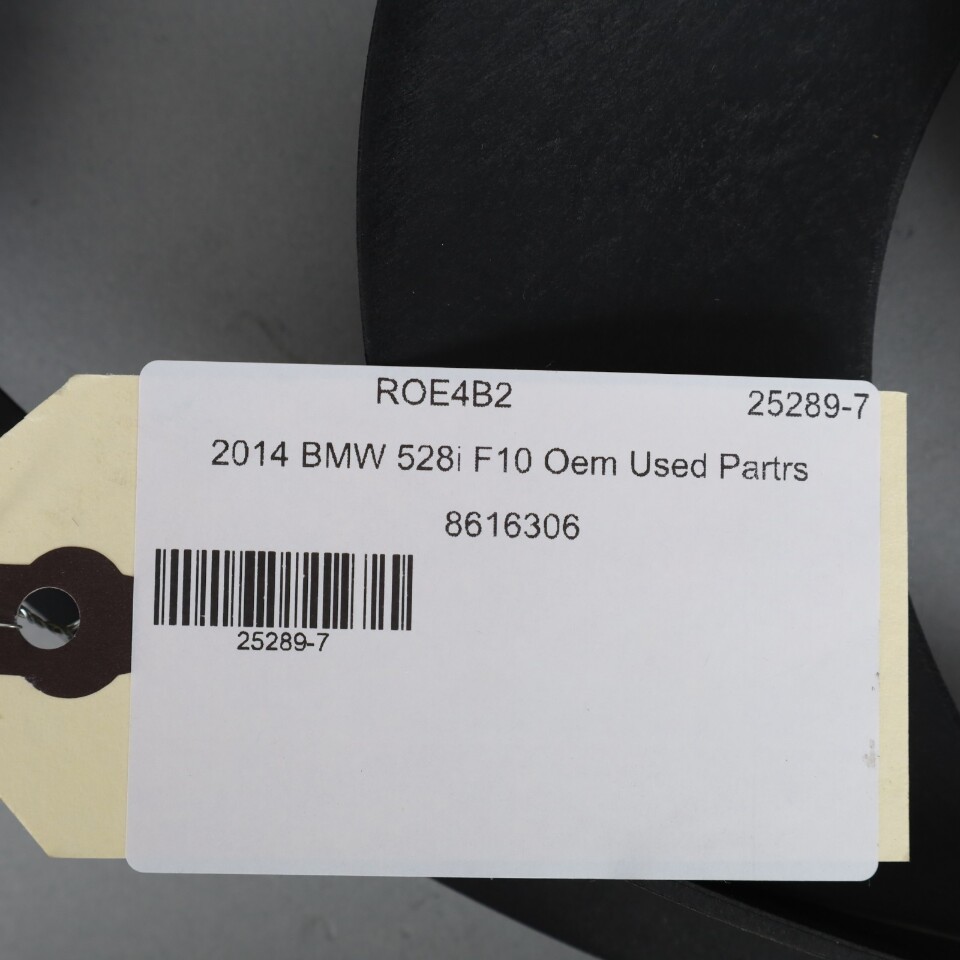 ROE4B2 25289-7
2014 BMW 528i F10 Oem Used Partrs
8616306
25289-7